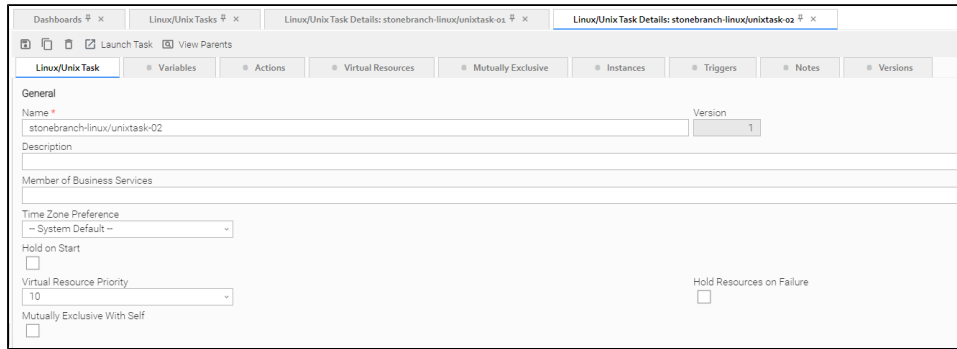 Dashboards Linux/Unix Tasks Linux/Unix Task Details: stonebranch-linux/unixtask-01 Linux/Unix Task Details: stonebranch-linux/unixtask-02
Launch Task View Parents
Linux/Unix Task Variables Actions Virtual Resources Mutually Exclusive Instances Triggers Notes Versions
General
Name * Version
stonebranch-linux/unixtask-02 1
Description
Member of Business Services
Time Zone Preference
-- System Default --
Hold on Start
Virtual Resource Priority Hold Resources on Failure
10
Mutually Exclusive With Self